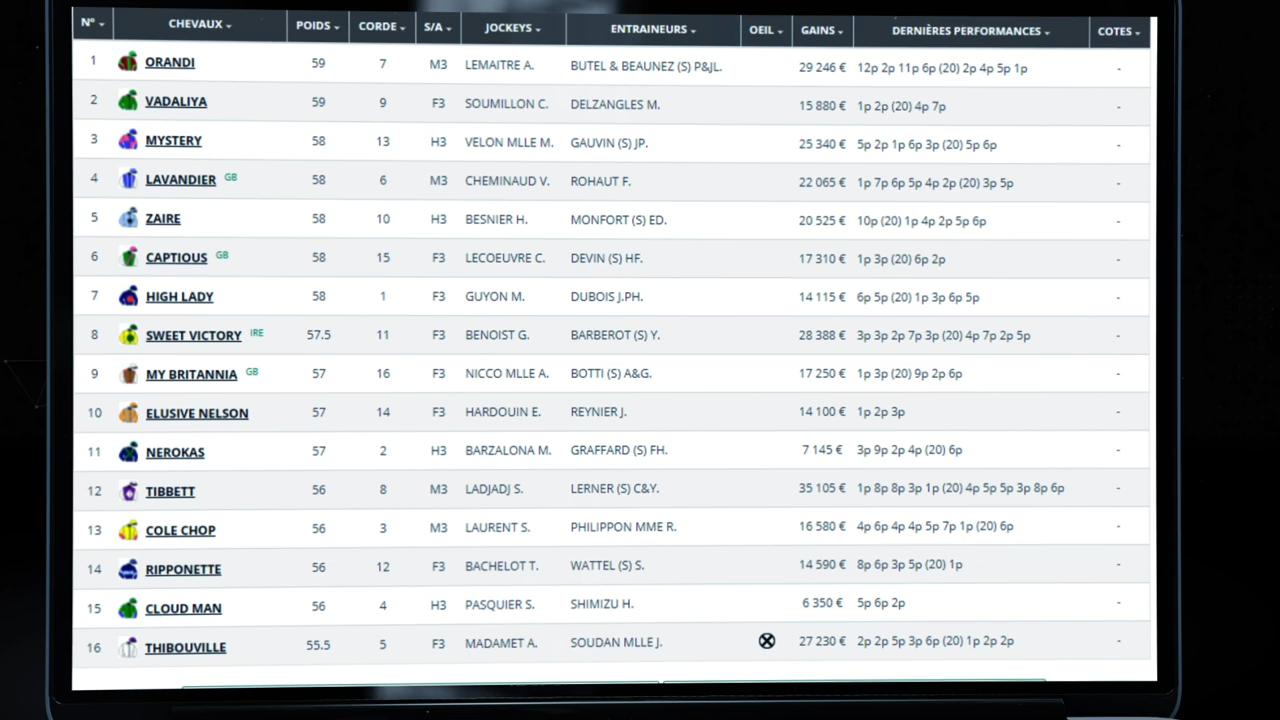 N° CHEVAUX POIDS CORDE S/A JOCKEYS ENTRAINEURS OEIL GAINS DERNIÈRES PERFORMANCES COTES
1 ORANDI 59 7 M3 LEMAITRE A. BUTEL & BEAUNEZ (S) P&JL. 29 246 € 12p 2p 11p 6p (20) 2p 4p 5p 1p -
2 VADALIYA 59 9 F3 SOUMILLON C. DELZANGLES M. 15 880 € 1p 2p (20) 4p 7p -
3 MYSTERY 58 13 H3 VELON MLLE M. GAUVIN (S) JP. 25 340 € 5p 2p 1p 6p 3p (20) 5p 6p -
4 LAVANDIER GB 58 6 M3 CHEMINAUD V. ROHAUT F. 22 065 € 1p 7p 6p 5p 4p 2p (20) 3p 5p -
5 ZAIRE 58 10 H3 BESNIER H. MONFORT (S) ED. 20 525 € 10p (20) 1p 4p 2p 5p 6p -
6 CAPTIOUS GB 58 15 F3 LECOEUVRE C. DEVIN (S) HF. 17 310 € 1p 3p (20) 6p 2p -
7 HIGH LADY 58 1 F3 GUYON M. DUBOIS J.PH. 14 115 € 6p 5p (20) 1p 3p 6p 5p -
8 SWEET VICTORY IRE 57.5 11 F3 BENOIST G. BARBEROT (S) Y. 28 388 € 3p 3p 2p 7p 3p (20) 4p 7p 2p 5p -
9 MY BRITANNIA GB 57 16 F3 NICCO MLLE A. BOTTI (S) A&G. 17 250 € 1p 3p (20) 9p 2p 6p -
10 ELUSIVE NELSON 57 14 F3 HARDOUIN E. REYNIER J. 14 100 € 1p 2p 3p -
11 NEROKAS 57 2 H3 BARZALONA M. GRAFFARD (S) FH. 7 145 € 3p 9p 2p 4p (20) 6p -
12 TIBBETT 56 8 M3 LADJADJ S. LERNER (S) C&Y. 35 105 € 1p 8p 8p 3p 1p (20) 4p 5p 5p 3p 8p 6p -
13 COLE CHOP 56 3 M3 LAURENT S. PHILIPPON MME R. 16 580 € 4p 6p 4p 4p 5p 7p 1p (20) 6p -
14 RIPPONETTE 56 12 F3 BACHELOT T. WATTEL (S) S. 14 590 € 8p 6p 3p 5p (20) 1p -
15 CLOUD MAN 56 4 H3 PASQUIER S. SHIMIZU H. 6 350 € 5p 6p 2p -
16 THIBOUVILLE 55.5 5 F3 MADAMET A. SOUDAN MLLE J. 27 230 € 2p 2p 5p 3p 6p (20) 1p 2p 2p -